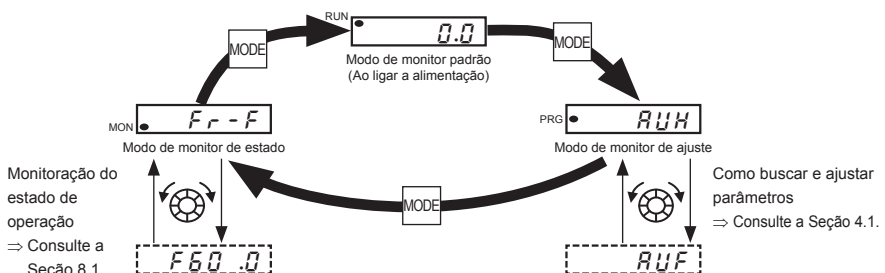 RUN
0.0
MODE
MODE
Modo de monitor padrão
(Ao ligar a alimentação)
MON
Fr-F
PRG
AUH
Modo de monitor de estado
Modo de monitor de ajuste
Monitoração do
estado de
operação
⇒ Consulte a
Seção 8.1
MODE
Como buscar e ajustar
parâmetros
⇒ Consulte a Seção 4.1.
F60.0
AUF